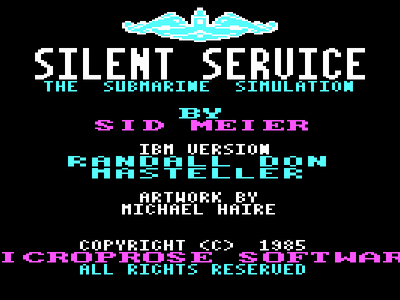 SILENT SERVICE
THE SUBMARINE SIMULATION
BY
SID MEIER
IBM VERSION
RANDALL DON
MASTELLER
ARTWORK BY
MICHAEL HAIRE
COPYRIGHT <C> 1985
ICROPROSE SOFTWAR
ALL RIGHTS RESERVED